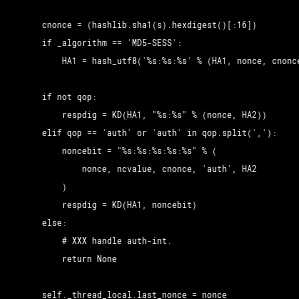 cnonce = (hashlib.sha1(s).hexdigest()[:16])
if _algorithm == 'MD5-SESS':
HA1 = hash_utf8('%s:%s:%s' % (HA1, nonce, cnonce
if not qop:
respdig = KD(HA1, "%s:%s" % (nonce, HA2))
elif qop == 'auth' or 'auth' in qop.split(','):
noncebit = "%s:%s:%s:%s:%s" % (
nonce, ncvalue, cnonce, 'auth', HA2
)
respdig = KD(HA1, noncebit)
else:
# XXX handle auth-int.
return None
self._thread_local.last_nonce = nonce